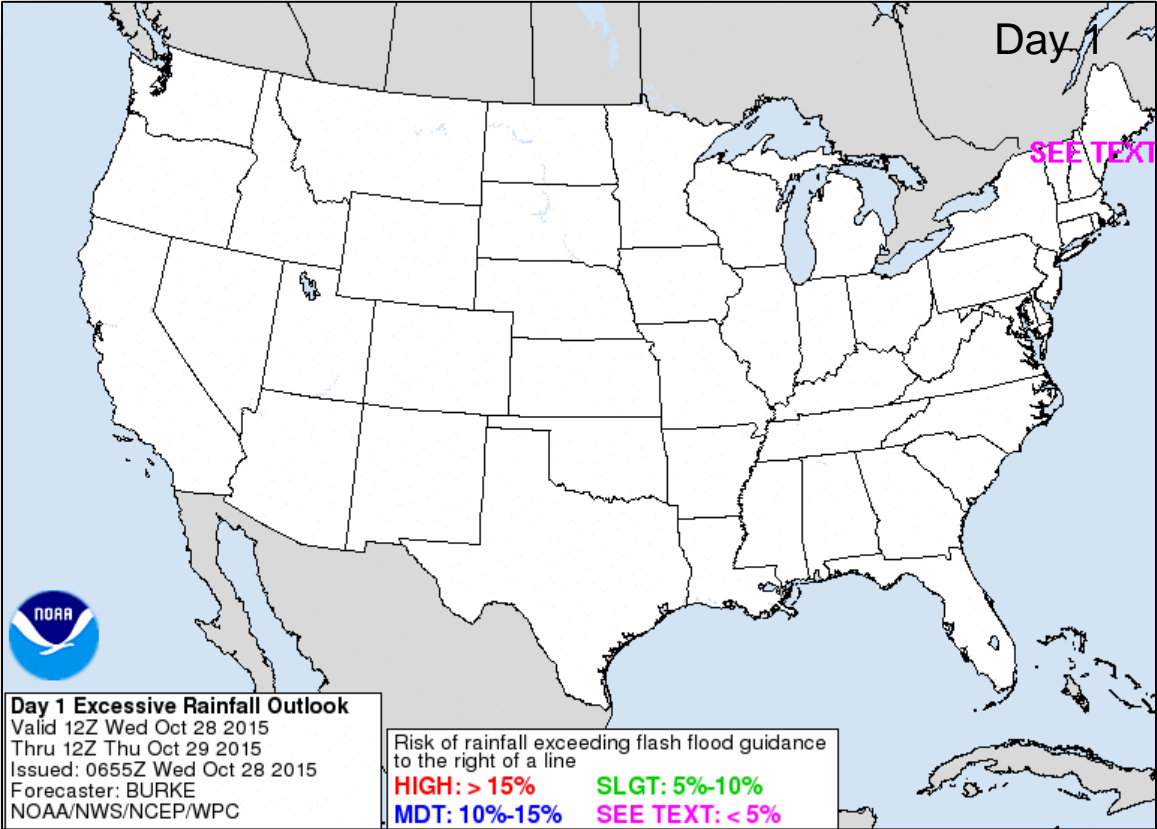 Day 1
SEE TEXT
NOAA
Day 1 Excessive Rainfall Outlook
Valid 12Z Wed Oct 28 2015
Thru 12Z Thu Oct 29 2015
Issued: 0655Z Wed Oct 28 2015
Forecaster: BURKE
NOAA/NWS/NCEP/WPC
Risk of rainfall exceeding flash flood guidance
to the right of a line
HIGH: > 15% SLGT: 5%-10%
MDT: 10%-15% SEE TEXT: < 5%